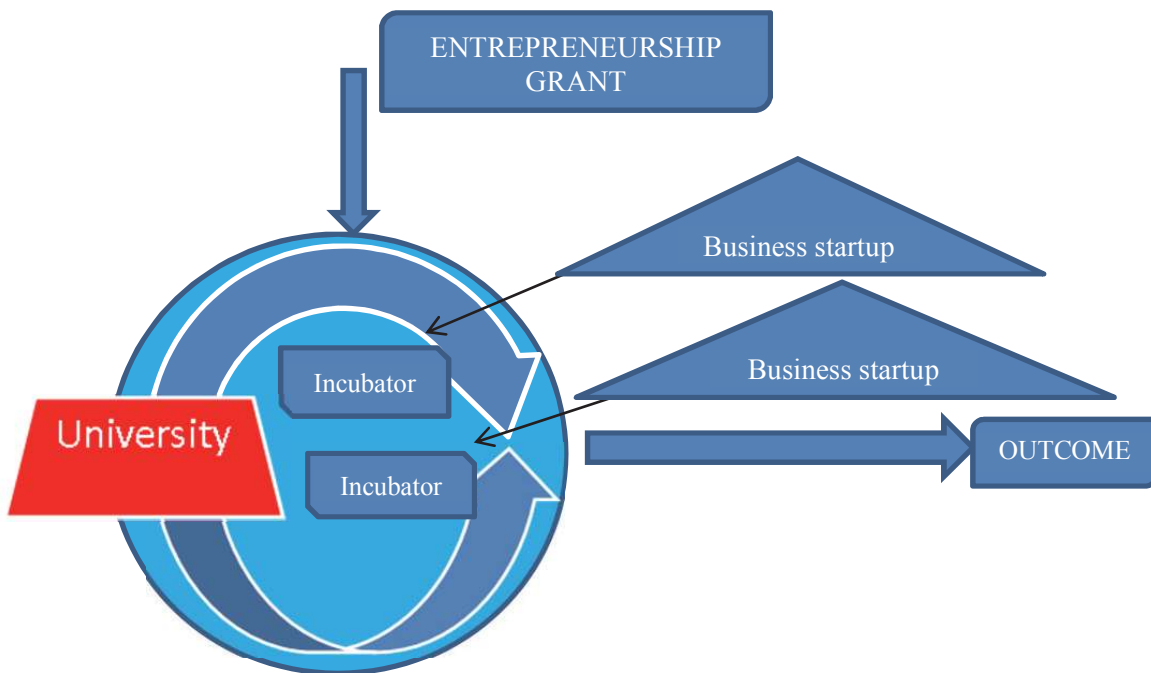 ENTREPRENEURSHIP
GRANT
Business startup
Business startup
Incubator
University
Incubator
OUTCOME